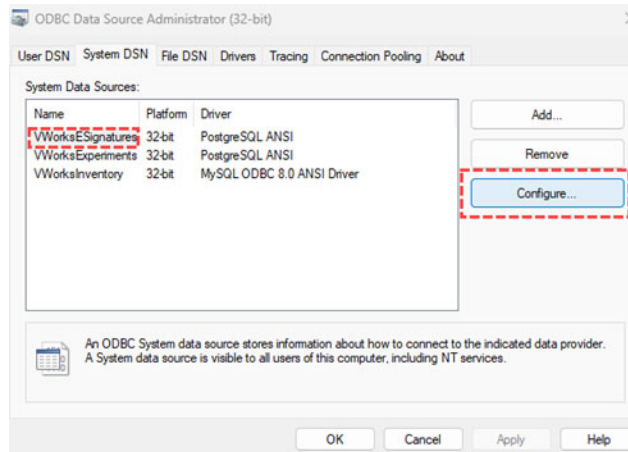 ODBC Data Source Administrator (32-bit)
User DSN System DSN File DSN Drivers Tracing Connection Pooling About
System Data Sources:
Name Platform Driver
VWorksESignatures 32-bit PostgreSQL ANSI
VWorksExperiments 32-bit PostgreSQL ANSI
VWorksInventory 32-bit MySQL ODBC 8.0 ANSI Driver
Add...
Remove
Configure...
An ODBC System data source stores information about how to connect to the indicated data provider.
A System data source is visible to all users of this computer, including NT services.
OK Cancel Apply Help